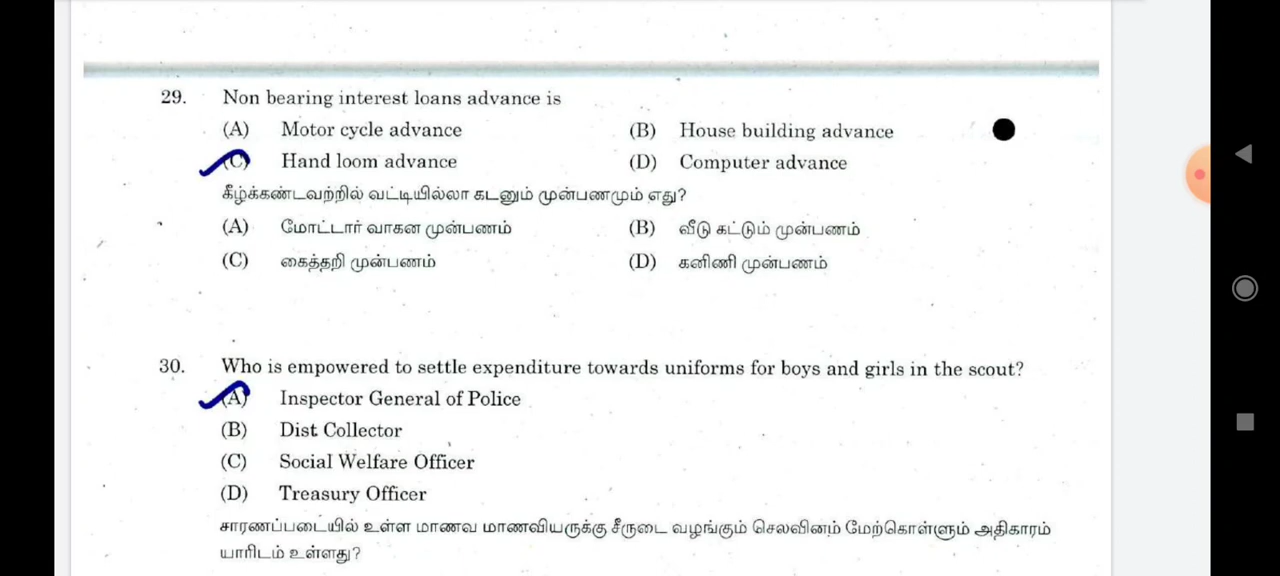 29. Non bearing interest loans advance is
(A) Motor cycle advance (B) House building advance
(C) Hand loom advance (D) Computer advance
கீழ்க்கண்டவற்றில் வட்டியில்லா கடனும் முன்பணமும் எது?
(A) மோட்டார் வாகன முன்பணம் (B) வீடு கட்டும் முன்பணம்
(C) கைத்தறி முன்பணம் (D) கனிணி முன்பணம்
30. Who is empowered to settle expenditure towards uniforms for boys and girls in the scout?
(A) Inspector General of Police
(B) Dist Collector
(C) Social Welfare Officer
(D) Treasury Officer
சாரணப்படையில் உள்ள மாணவ மாணவியருக்கு சீருடை வழங்கும் செலவினம் மேற்கொள்ளும் அதிகாரம்
யாரிடம் உள்ளது?